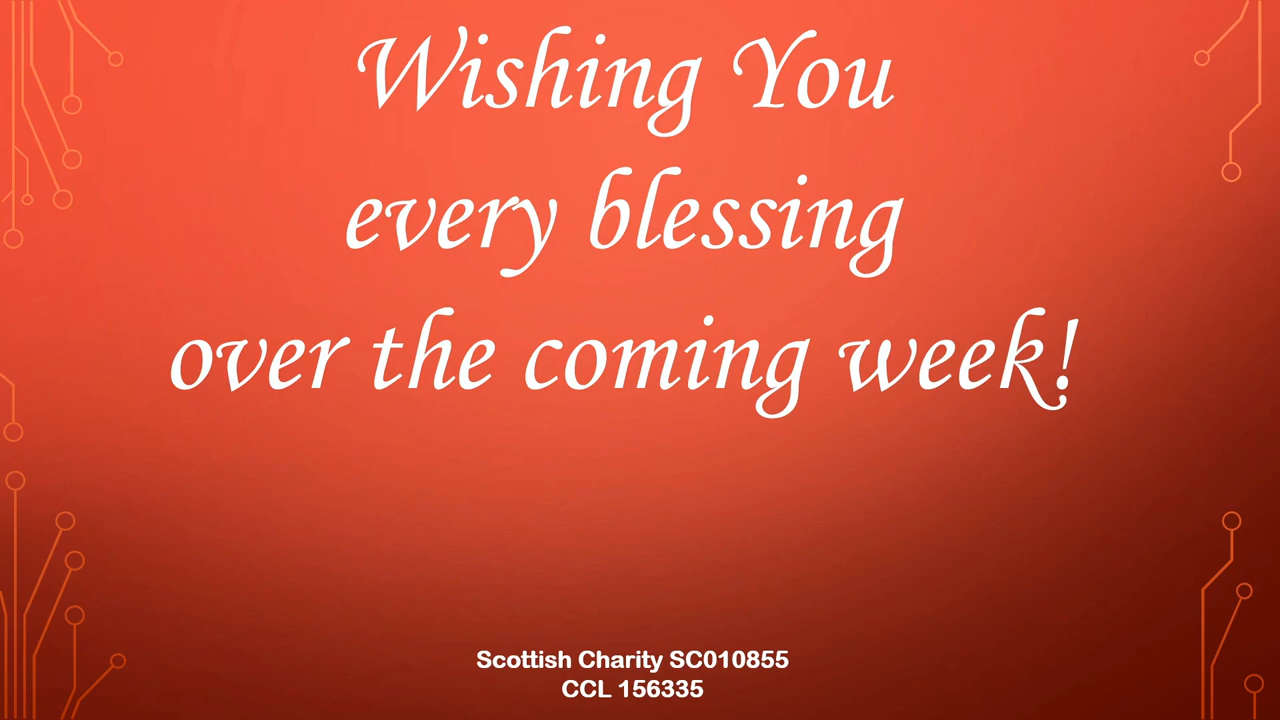 Wishing You
every blessing
over the coming week!
Scottish Charity SC010855
CCL 156335